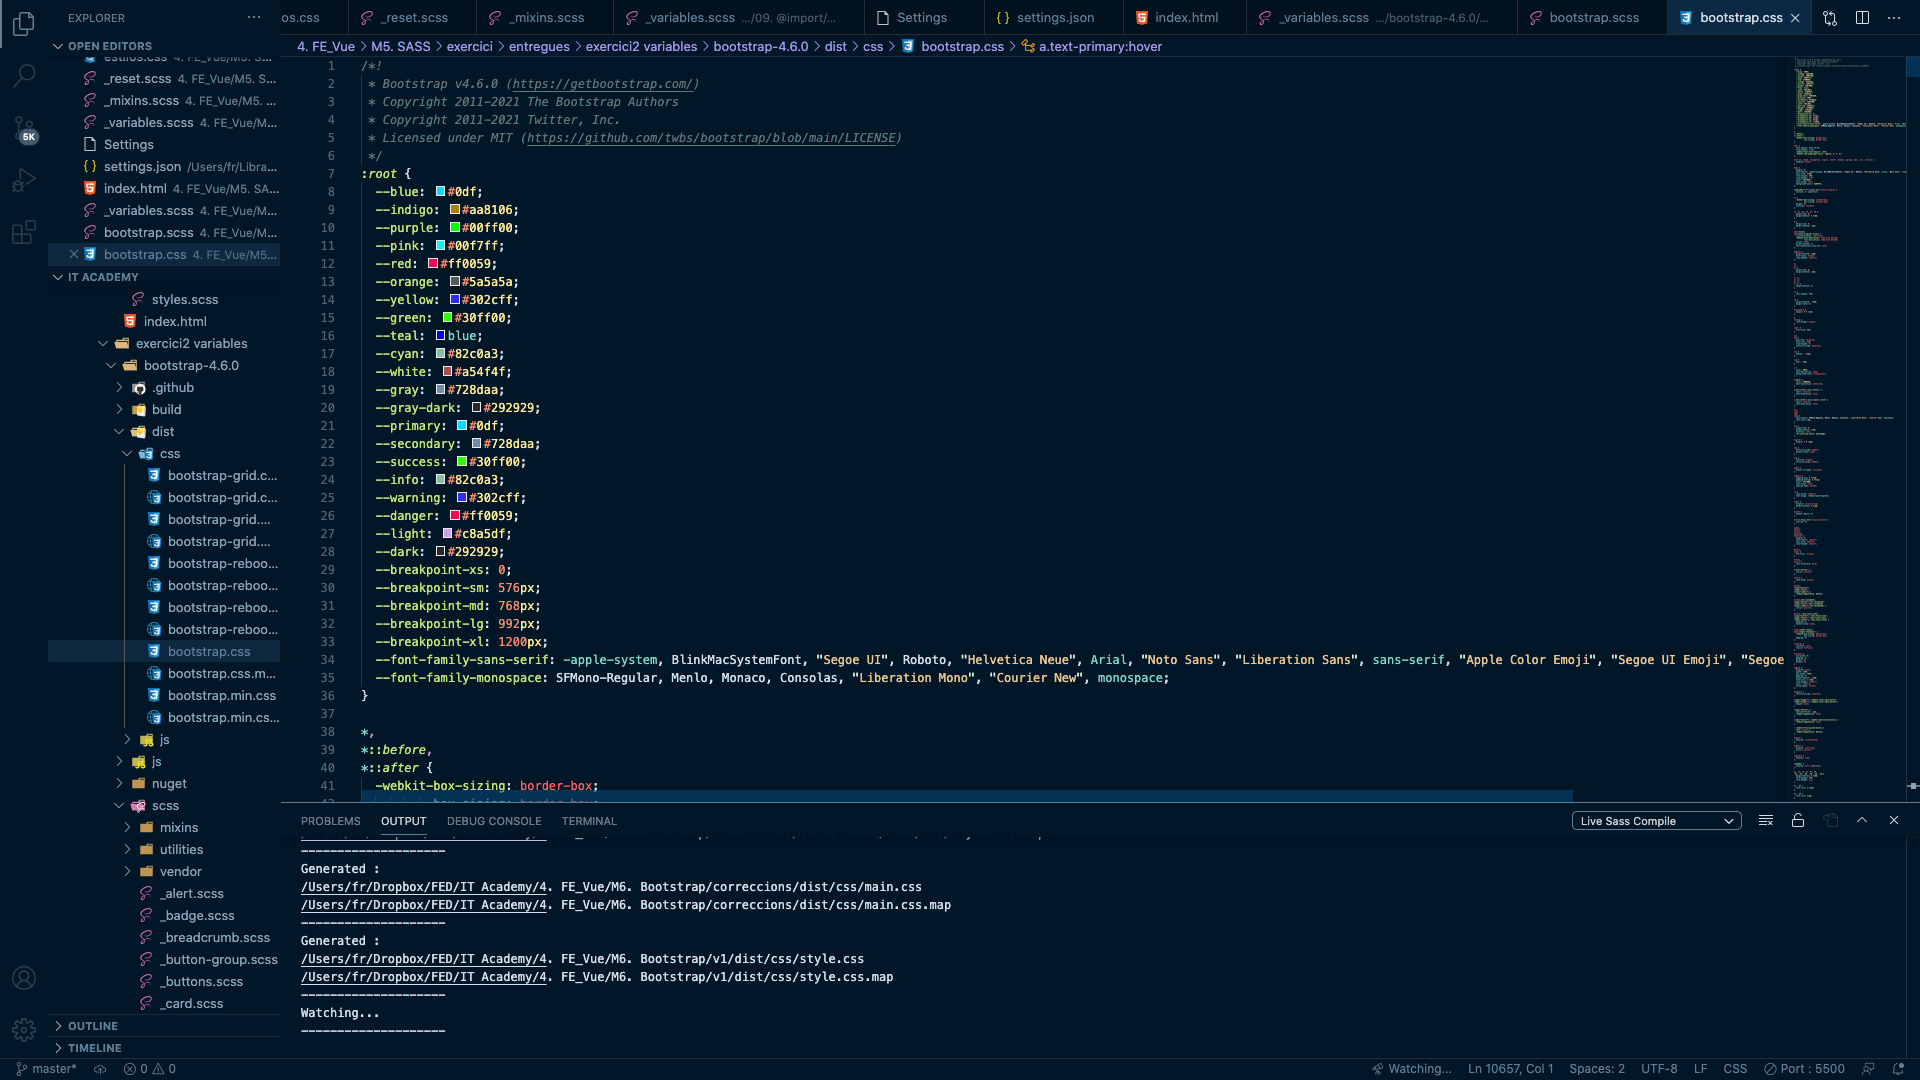 EXPLORER
OPEN EDITORS
estilos.css 4. FE_Vue/M5. S...
_reset.scss 4. FE_Vue/M5. S...
_mixins.scss 4. FE_Vue/M5. ...
_variables.scss 4. FE_Vue/M...
Settings
settings.json /Users/fr/Libra...
index.html 4. FE_Vue/M5. SA...
_variables.scss 4. FE_Vue/M...
bootstrap.scss 4. FE_Vue/M...
bootstrap.css 4. FE_Vue/M5...
IT ACADEMY
styles.scss
index.html
exercici2 variables
bootstrap-4.6.0
.github
build
dist
css
bootstrap-grid.c...
bootstrap-grid.c...
bootstrap-grid....
bootstrap-grid....
bootstrap-reboo...
bootstrap-reboo...
bootstrap-reboo...
bootstrap-reboo...
bootstrap.css
bootstrap.css.m...
bootstrap.min.css
bootstrap.min.cs...
js
js
nuget
scss
mixins
utilities
vendor
_alert.scss
_badge.scss
_breadcrumb.scss
_button-group.scss
_buttons.scss
_card.scss
OUTLINE
TIMELINE
5K
os.css _reset.scss _mixins.scss _variables.scss .../09. @import/... Settings settings.json index.html _variables.scss .../bootstrap-4.6.0/... bootstrap.scss bootstrap.css
4. FE_Vue > M5. SASS > exercici > entregues > exercici2 variables > bootstrap-4.6.0 > dist > css > bootstrap.css > a.text-primary:hover
1 /*!
2 * Bootstrap v4.6.0 (https://getbootstrap.com/)
3 * Copyright 2011-2021 The Bootstrap Authors
4 * Copyright 2011-2021 Twitter, Inc.
5 * Licensed under MIT (https://github.com/twbs/bootstrap/blob/main/LICENSE)
6 */
7 :root {
8 --blue: #0df;
9 --indigo: #aa8106;
10 --purple: #00ff00;
11 --pink: #00f7ff;
12 --red: #ff0059;
13 --orange: #5a5a5a;
14 --yellow: #302cff;
15 --green: #30ff00;
16 --teal: blue;
17 --cyan: #82c0a3;
18 --white: #a54f4f;
19 --gray: #728daa;
20 --gray-dark: #292929;
21 --primary: #0df;
22 --secondary: #728daa;
23 --success: #30ff00;
24 --info: #82c0a3;
25 --warning: #302cff;
26 --danger: #ff0059;
27 --light: #c8a5df;
28 --dark: #292929;
29 --breakpoint-xs: 0;
30 --breakpoint-sm: 576px;
31 --breakpoint-md: 768px;
32 --breakpoint-lg: 992px;
33 --breakpoint-xl: 1200px;
34 --font-family-sans-serif: -apple-system, BlinkMacSystemFont, "Segoe UI", Roboto, "Helvetica Neue", Arial, "Noto Sans", "Liberation Sans", sans-serif, "Apple Color Emoji", "Segoe UI Emoji", "Segoe
35 --font-family-monospace: SFMono-Regular, Menlo, Monaco, Consolas, "Liberation Mono", "Courier New", monospace;
36 }
37
38 *,
39 *::before,
40 *::after {
41 -webkit-box-sizing: border-box;
42 box-sizing: border-box;
PROBLEMS OUTPUT DEBUG CONSOLE TERMINAL Live Sass Compile
--------------------
Generated :
/Users/fr/Dropbox/FED/IT Academy/4. FE_Vue/M6. Bootstrap/correccions/dist/css/main.css
/Users/fr/Dropbox/FED/IT Academy/4. FE_Vue/M6. Bootstrap/correccions/dist/css/main.css.map
--------------------
Generated :
/Users/fr/Dropbox/FED/IT Academy/4. FE_Vue/M6. Bootstrap/v1/dist/css/style.css
/Users/fr/Dropbox/FED/IT Academy/4. FE_Vue/M6. Bootstrap/v1/dist/css/style.css.map
--------------------
Watching...
--------------------
master* 0 0 Watching... Ln 10657, Col 1 Spaces: 2 UTF-8 LF CSS Port : 5500